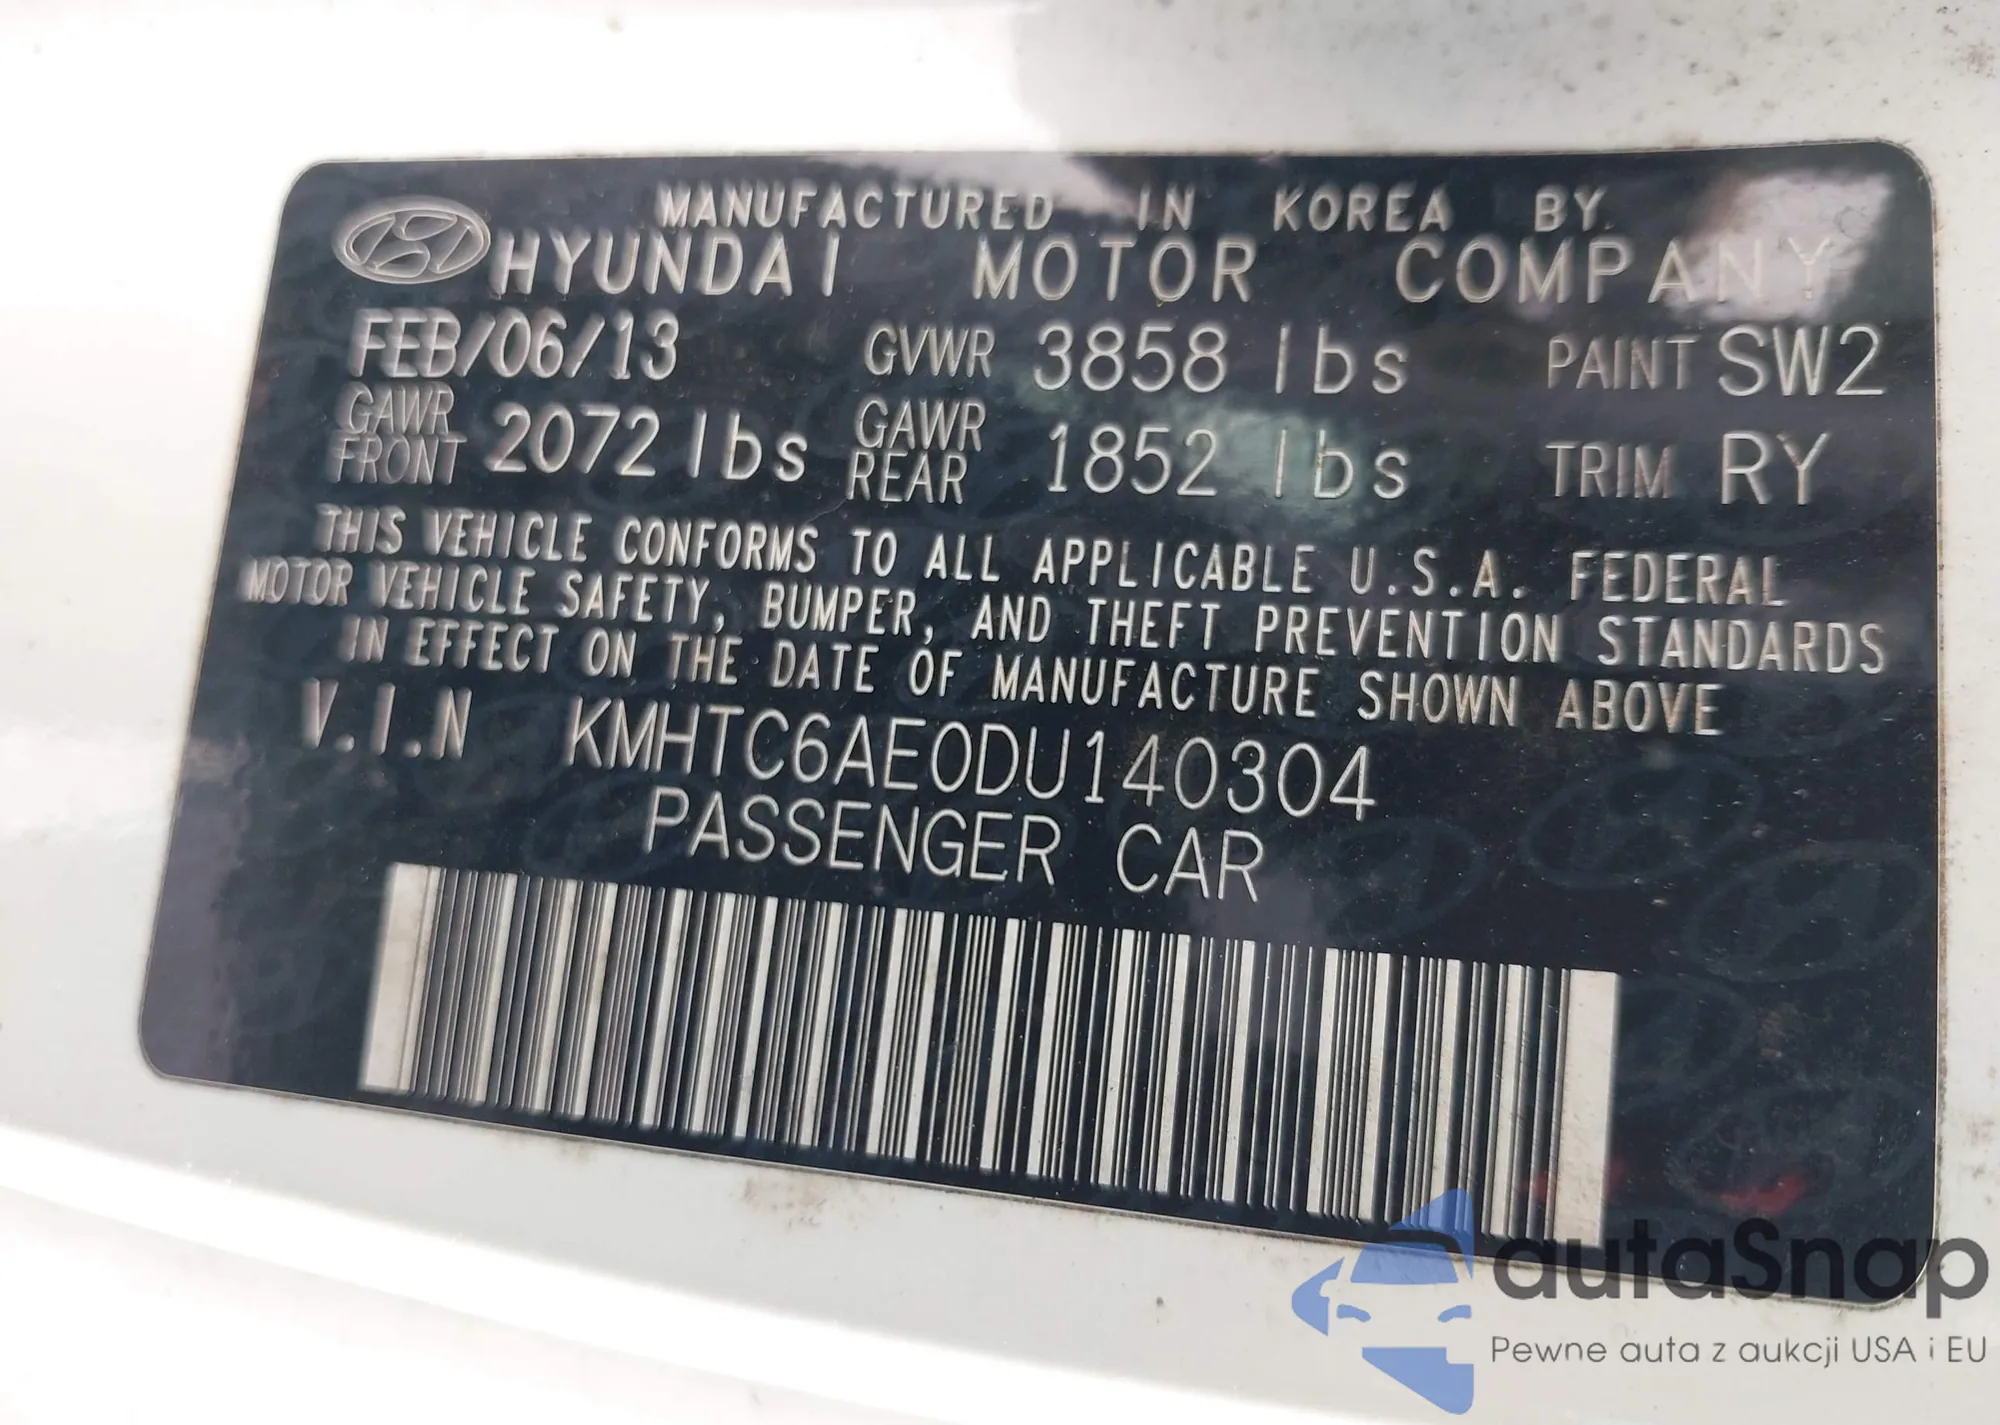 MANUFACTURED IN KOREA BY.
HYUNDAI MOTOR COMPANY
FEB/06/13 GVWR 3858 lbs PAINT SW2
GAWR FRONT 2072 lbs GAWR REAR 1852 lbs TRIM RY
THIS VEHICLE CONFORMS TO ALL APPLICABLE U.S.A. FEDERAL
MOTOR VEHICLE SAFETY, BUMPER, AND THEFT PREVENTION STANDARDS
IN EFFECT ON THE DATE OF MANUFACTURE SHOWN ABOVE
V.I.N KMHTC6AE0DU140304
PASSENGER CAR
autaSnap
Pewne auta z aukcji USA i EU